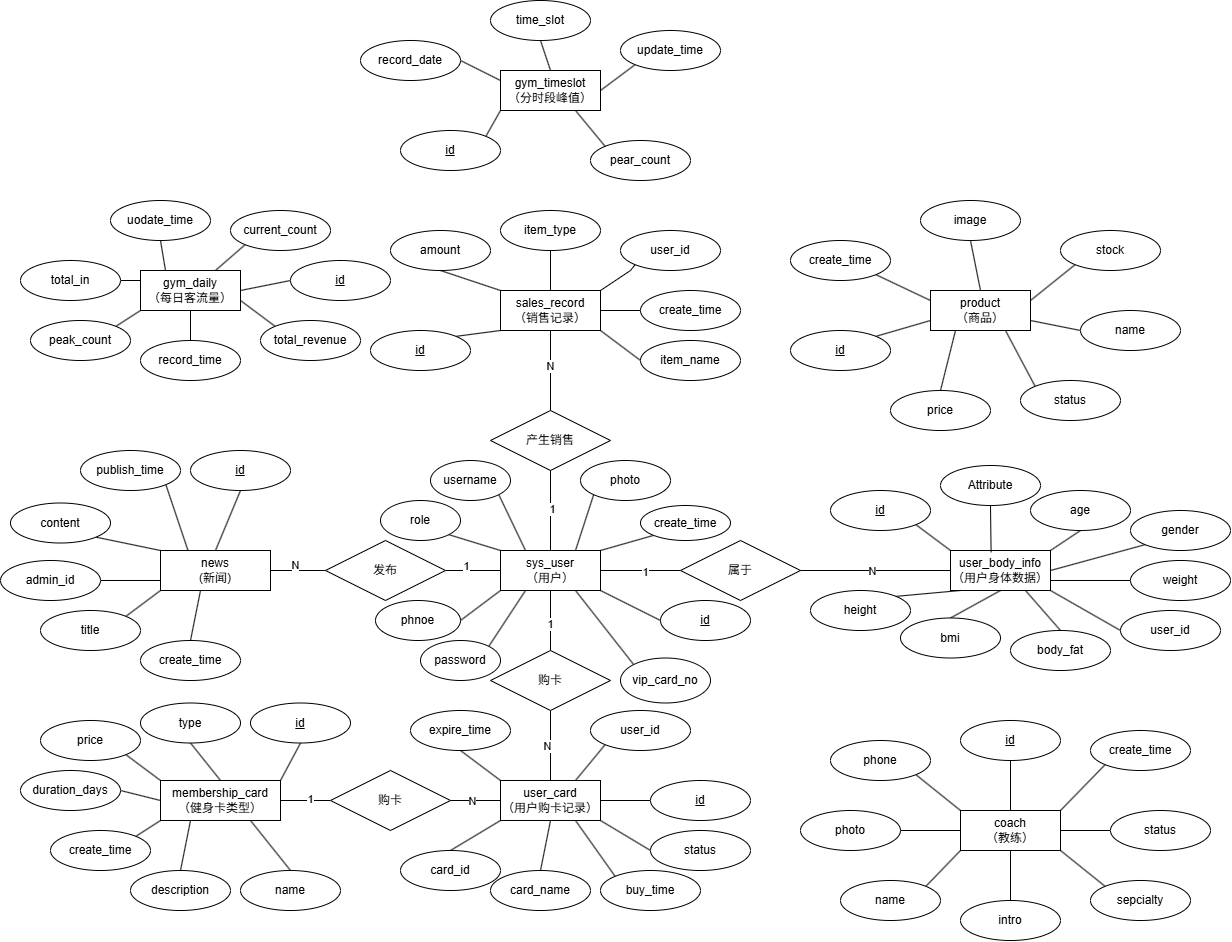 time_slot
record_date
update_time
gym_timeslot
（分时段峰值）
id
pear_count
uodate_time
current_count
total_in
id
gym_daily
（每日客流量）
peak_count
total_revenue
record_time
item_type
amount
user_id
sales_record
（销售记录）
create_time
id
item_name
image
create_time
stock
product
（商品）
id
name
price
status
N
产生销售
1
publish_time
id
content
news
(新闻)
admin_id
title
create_time
N
发布
1
username
photo
role
create_time
sys_user
（用户）
phnoe
id
password
vip_card_no
1
属于
N
Attribute
id
age
gender
user_body_info
（用户身体数据）
weight
height
user_id
bmi
body_fat
1
购卡
N
type
id
price
duration_days
membership_card
（健身卡类型）
create_time
description
name
1
购卡
N
expire_time
user_id
user_card
（用户购卡记录）
id
status
card_id
card_name
buy_time
id
phone
create_time
photo
coach
（教练）
status
name
sepcialty
intro